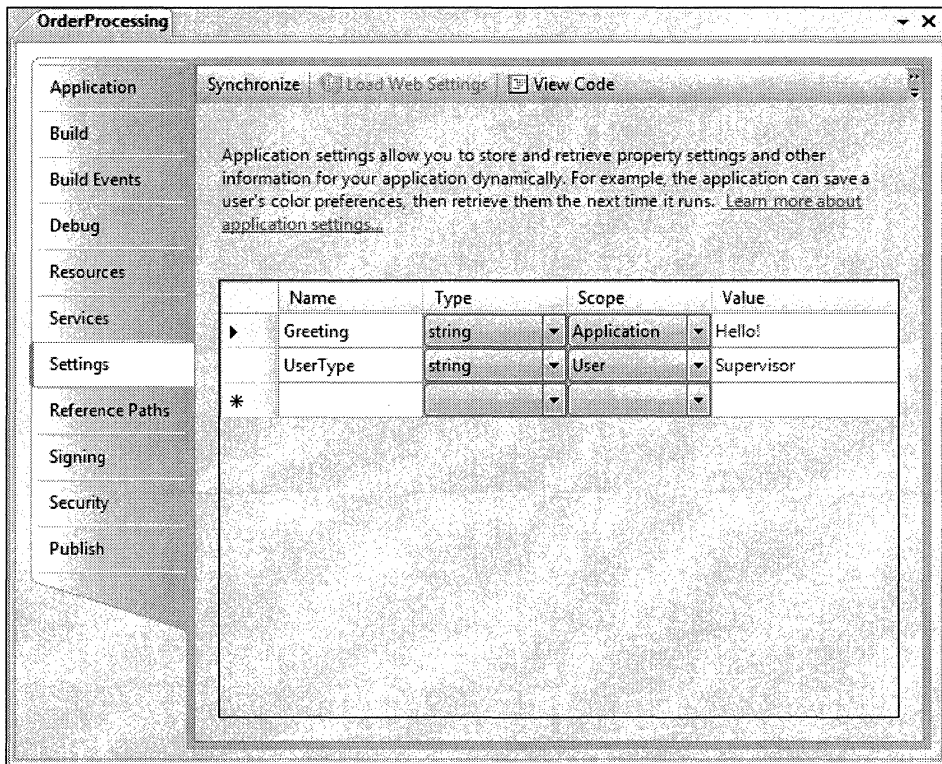 OrderProcessing
Application
Build
Build Events
Debug
Resources
Services
Settings
Reference Paths
Signing
Security
Publish
Synchronize Load Web Settings View Code
Application settings allow you to store and retrieve property settings and other
information for your application dynamically. For example, the application can save a
user's color preferences, then retrieve them the next time it runs. Learn more about
application settings...
Name Type Scope Value
Greeting string Application Hello!
UserType string User Supervisor